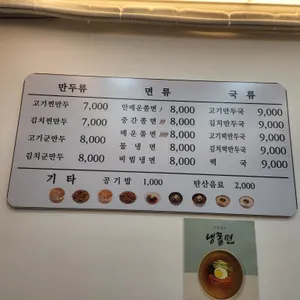 만두류 면 류 국 류
고기찐만두 7,000 안매운쫄면 8,000 고기만두국 9,000
김치찐만두 7,000 중간쫄면 8,000 김치만두국 9,000
고기군만두 8,000 매운쫄면 8,000 고기떡만두국 9,000
김치군만두 8,000 물냉면 8,000 김치떡만두국 9,000
비빔냉면 8,000 떡 국 9,000
기 타 공기밥 1,000 탄산음료 2,000
냉쫄면